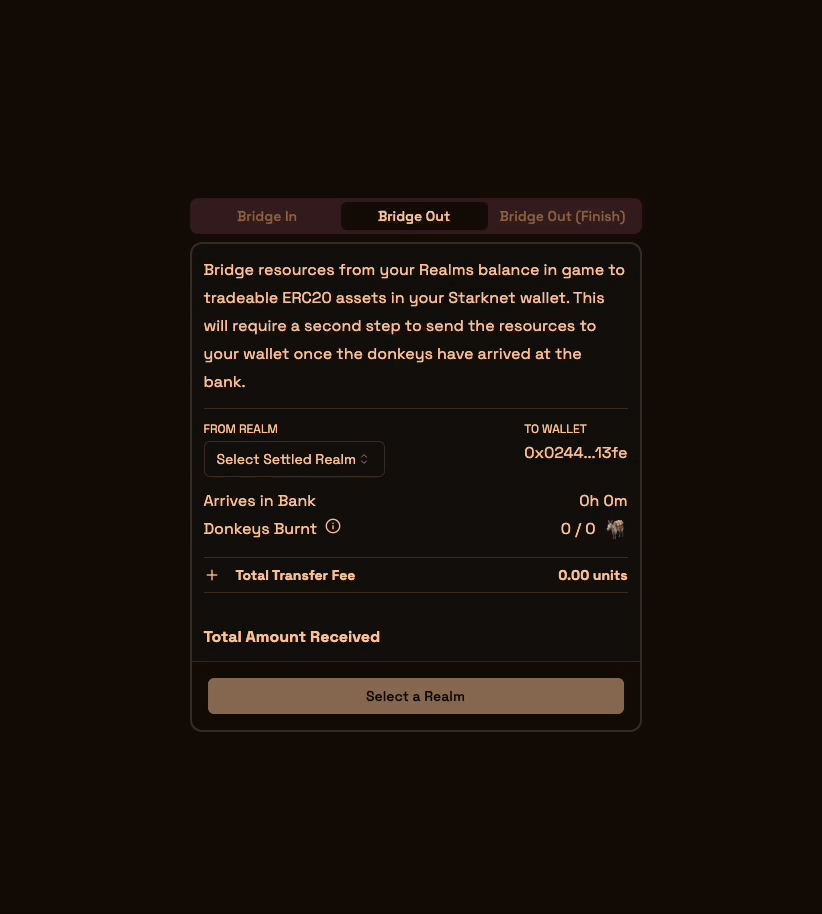 Bridge In Bridge Out Bridge Out (Finish)
Bridge resources from your Realms balance in game to
tradeable ERC20 assets in your Starknet wallet. This
will require a second step to send the resources to
your wallet once the donkeys have arrived at the
bank.
FROM REALM TO WALLET
Select Settled Realm 0x0244...13fe
Arrives in Bank 0h 0m
Donkeys Burnt 0 / 0
+ Total Transfer Fee 0.00 units
Total Amount Received
Select a Realm